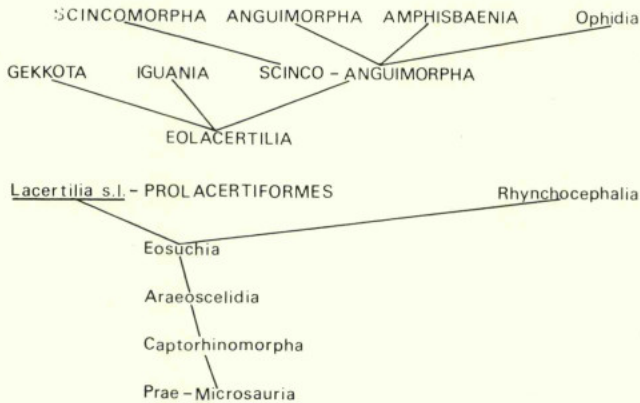 SCINCOMORPHA ANGUIMORPHA AMPHISBAENIA Ophidia
GEKKOTA IGUANIA SCINCO - ANGUIMORPHA
EOLACERTILIA
Lacertilia s.l. - PROLACERTIFORMES Rhynchocephalia
Eosuchia
Araeoscelidia
Captorhinomorpha
Prae - Microsauria